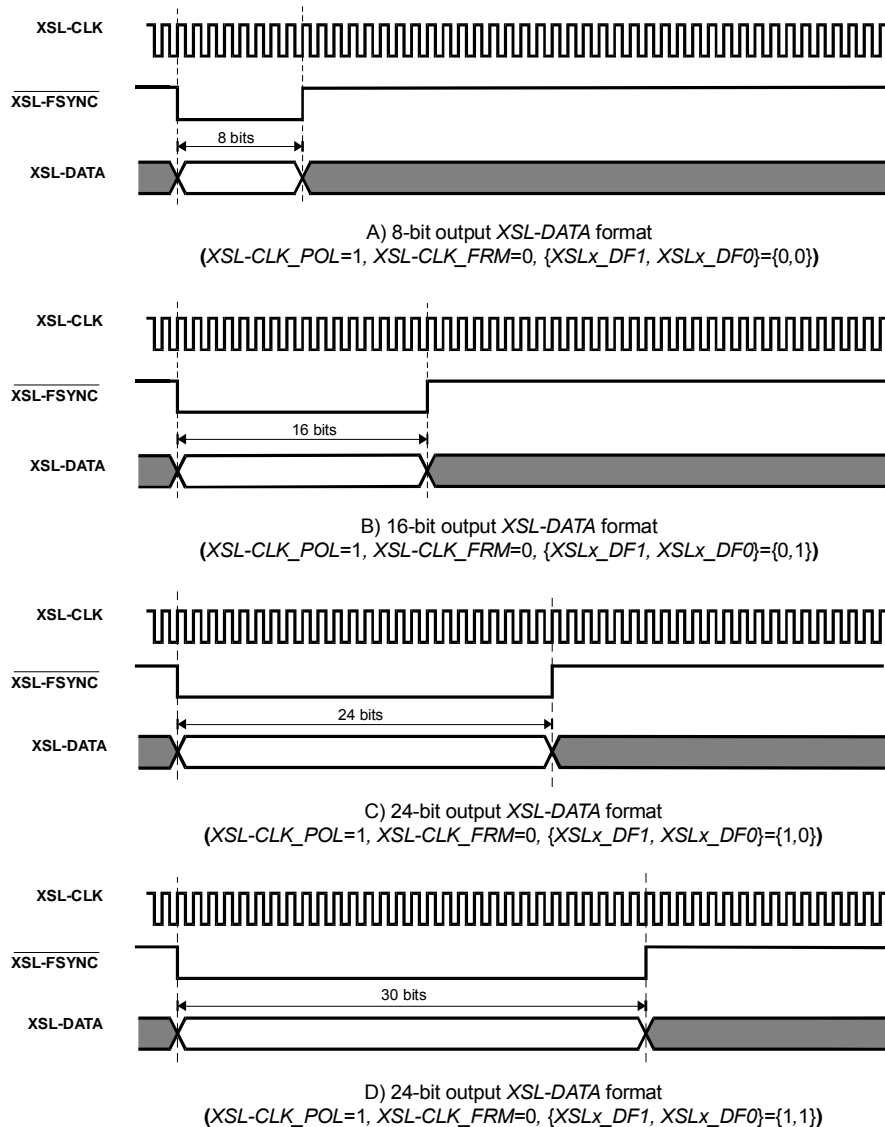 XSL-CLK
XSL-FSYNC
8 bits
XSL-DATA
A) 8-bit output XSL-DATA format
(XSL-CLK_POL=1, XSL-CLK_FRM=0, {XSLx_DF1, XSLx_DF0}={0,0})
XSL-CLK
XSL-FSYNC
16 bits
XSL-DATA
B) 16-bit output XSL-DATA format
(XSL-CLK_POL=1, XSL-CLK_FRM=0, {XSLx_DF1, XSLx_DF0}={0,1})
XSL-CLK
XSL-FSYNC
24 bits
XSL-DATA
C) 24-bit output XSL-DATA format
(XSL-CLK_POL=1, XSL-CLK_FRM=0, {XSLx_DF1, XSLx_DF0}={1,0})
XSL-CLK
XSL-FSYNC
30 bits
XSL-DATA
D) 24-bit output XSL-DATA format
(XSL-CLK_POL=1, XSL-CLK_FRM=0, {XSLx_DF1, XSLx_DF0}={1,1})